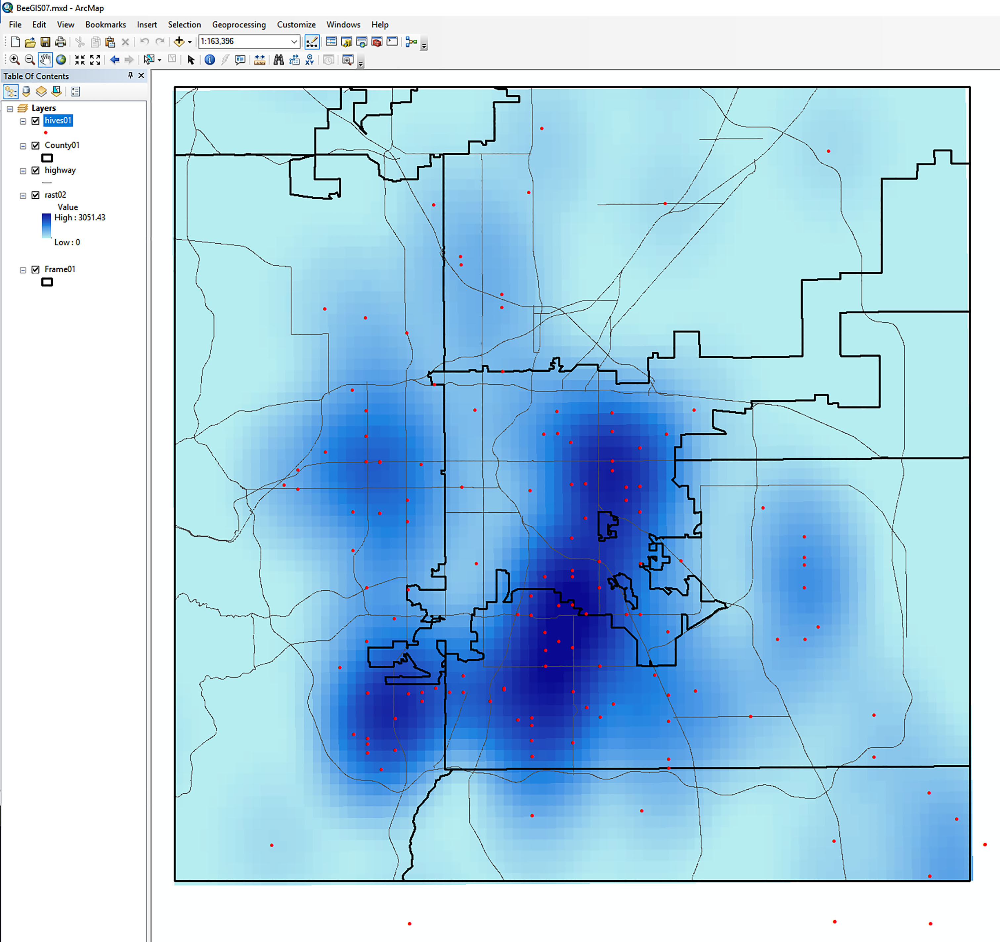 BeeGIS07.mxd - ArcMap
File Edit View Bookmarks Insert Selection Geoprocessing Customize Windows Help
1:163,396
XY
Table Of Contents
Layers
hives01
County01
highway
rast02
Value
High : 3051.43
Low : 0
Frame01